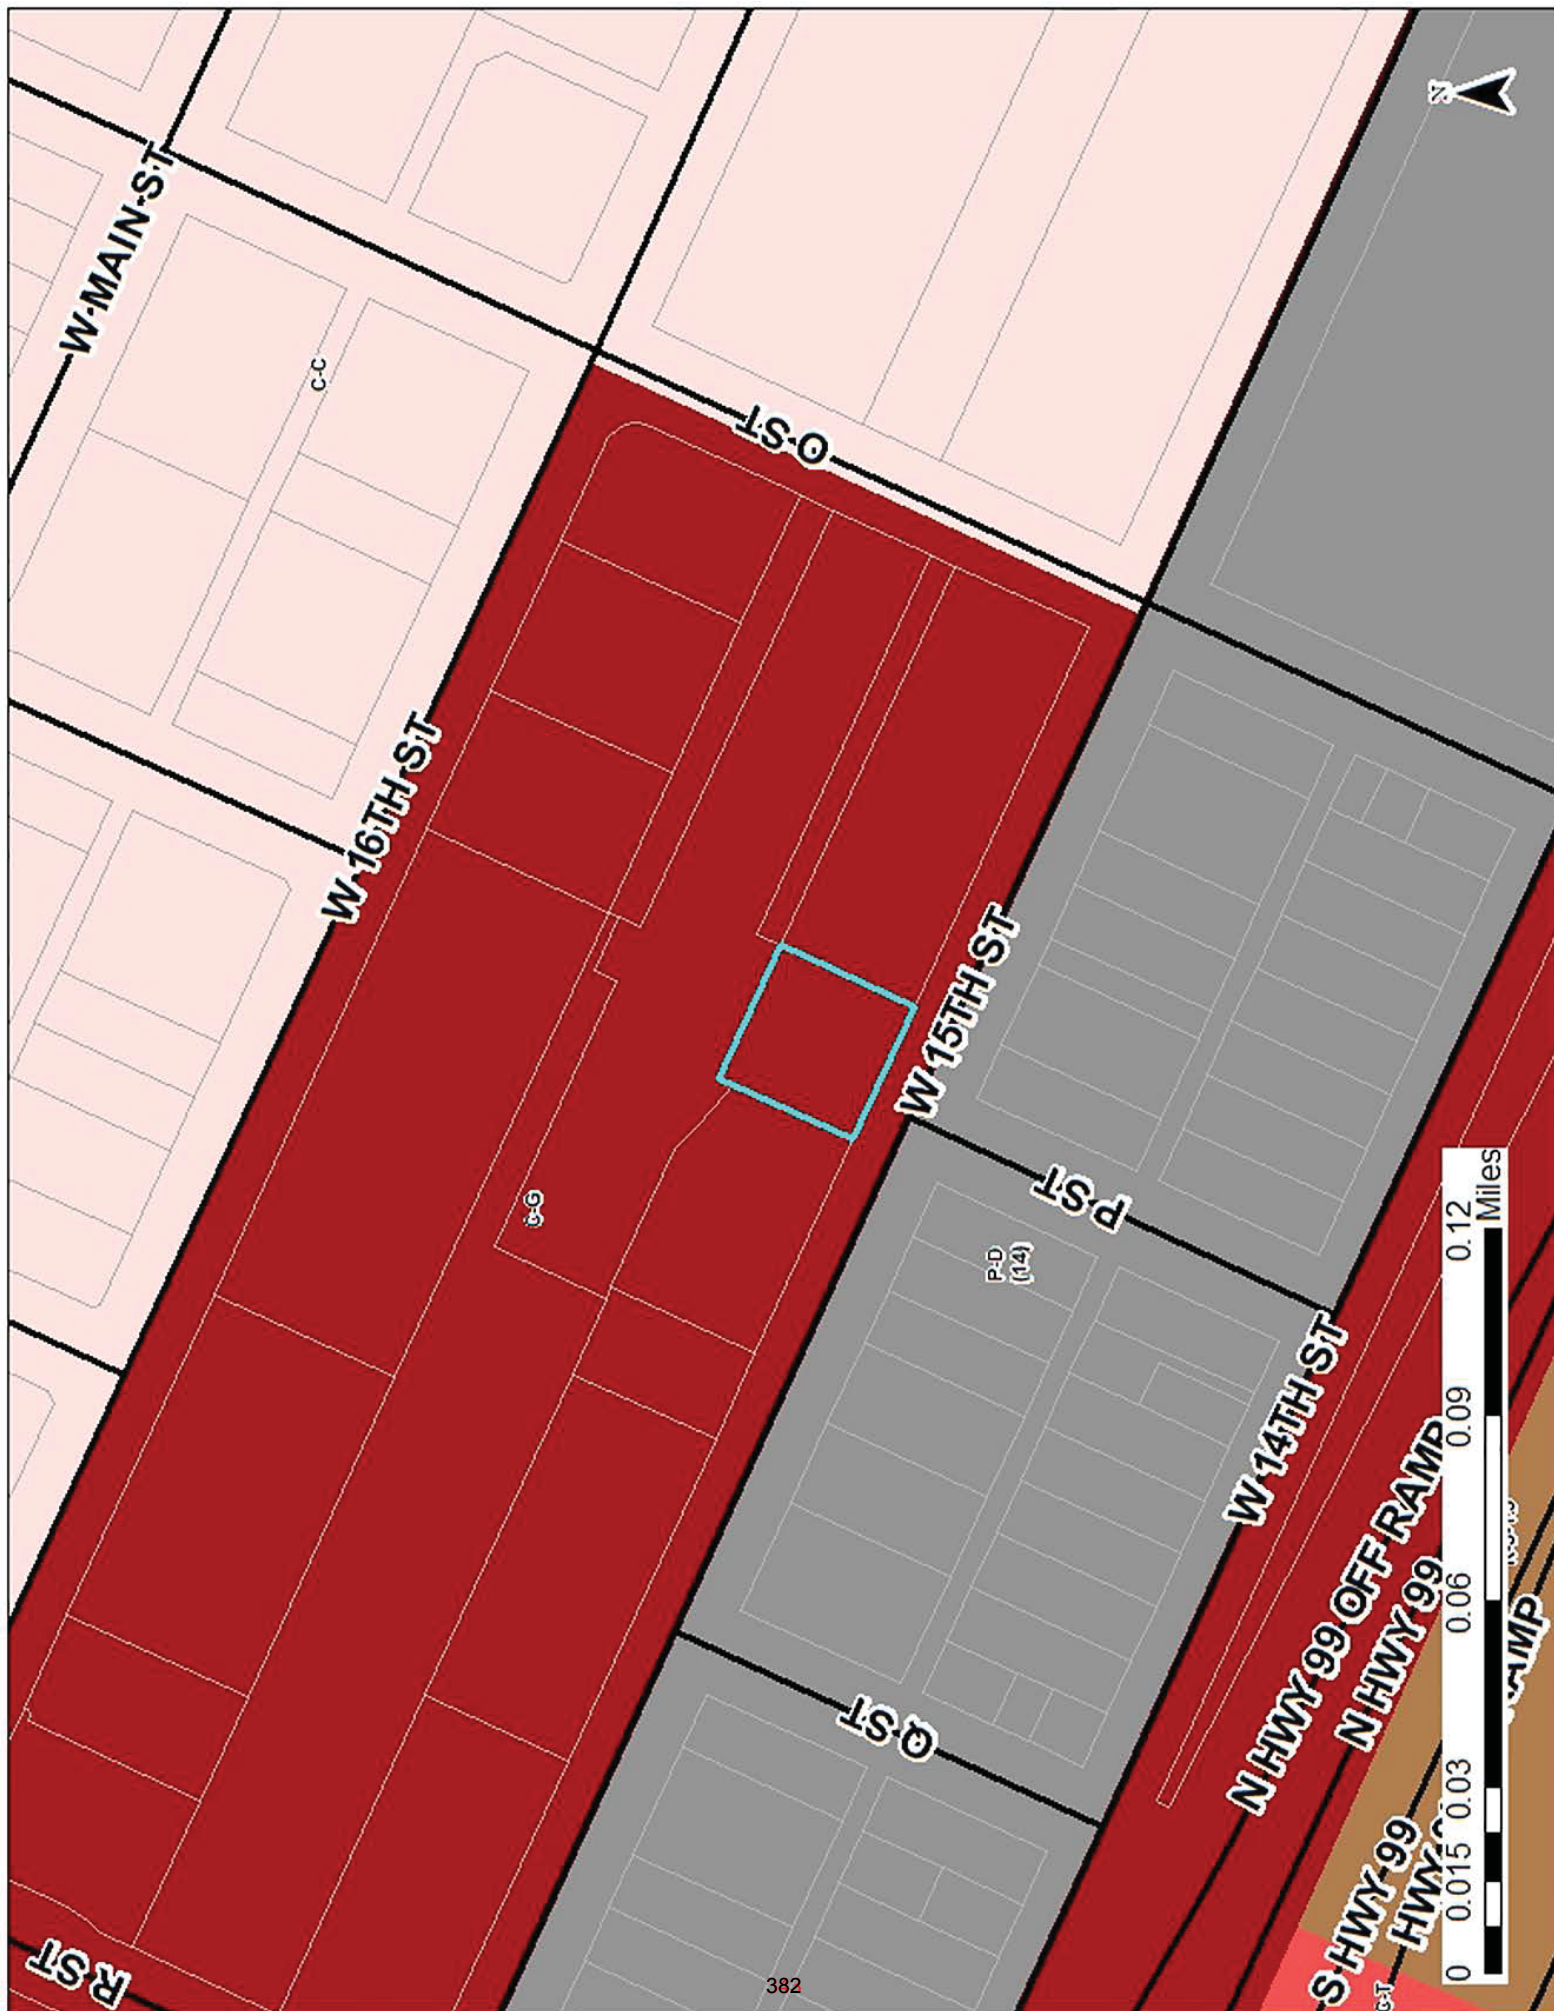 N
W MAIN ST
C-C
O ST
W 16TH ST
W 15TH ST
C-G
P ST
P-D
(14)
W 14TH ST
Q ST
N HWY 99 OFF RAMP
N HWY 99
S HWY 99
HWY
RAMP
R ST
C-T
0 0.015 0.03 0.06 0.09 0.12
Miles
382